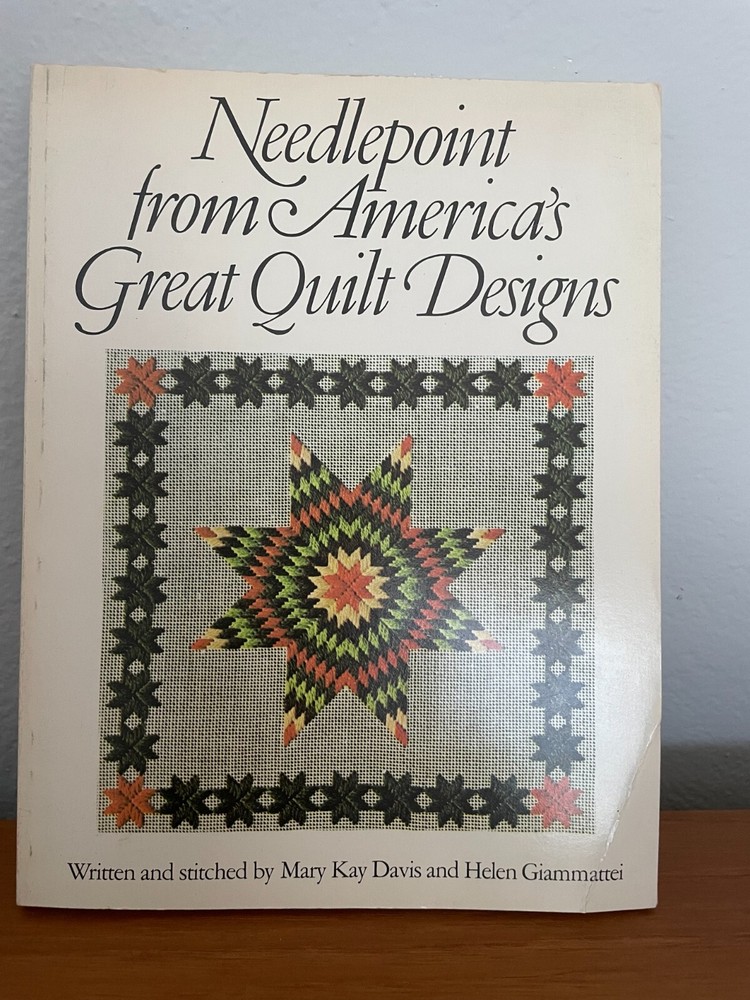 Needlepoint
from America's
Great Quilt Designs
Written and stitched by Mary Kay Davis and Helen Giammattei